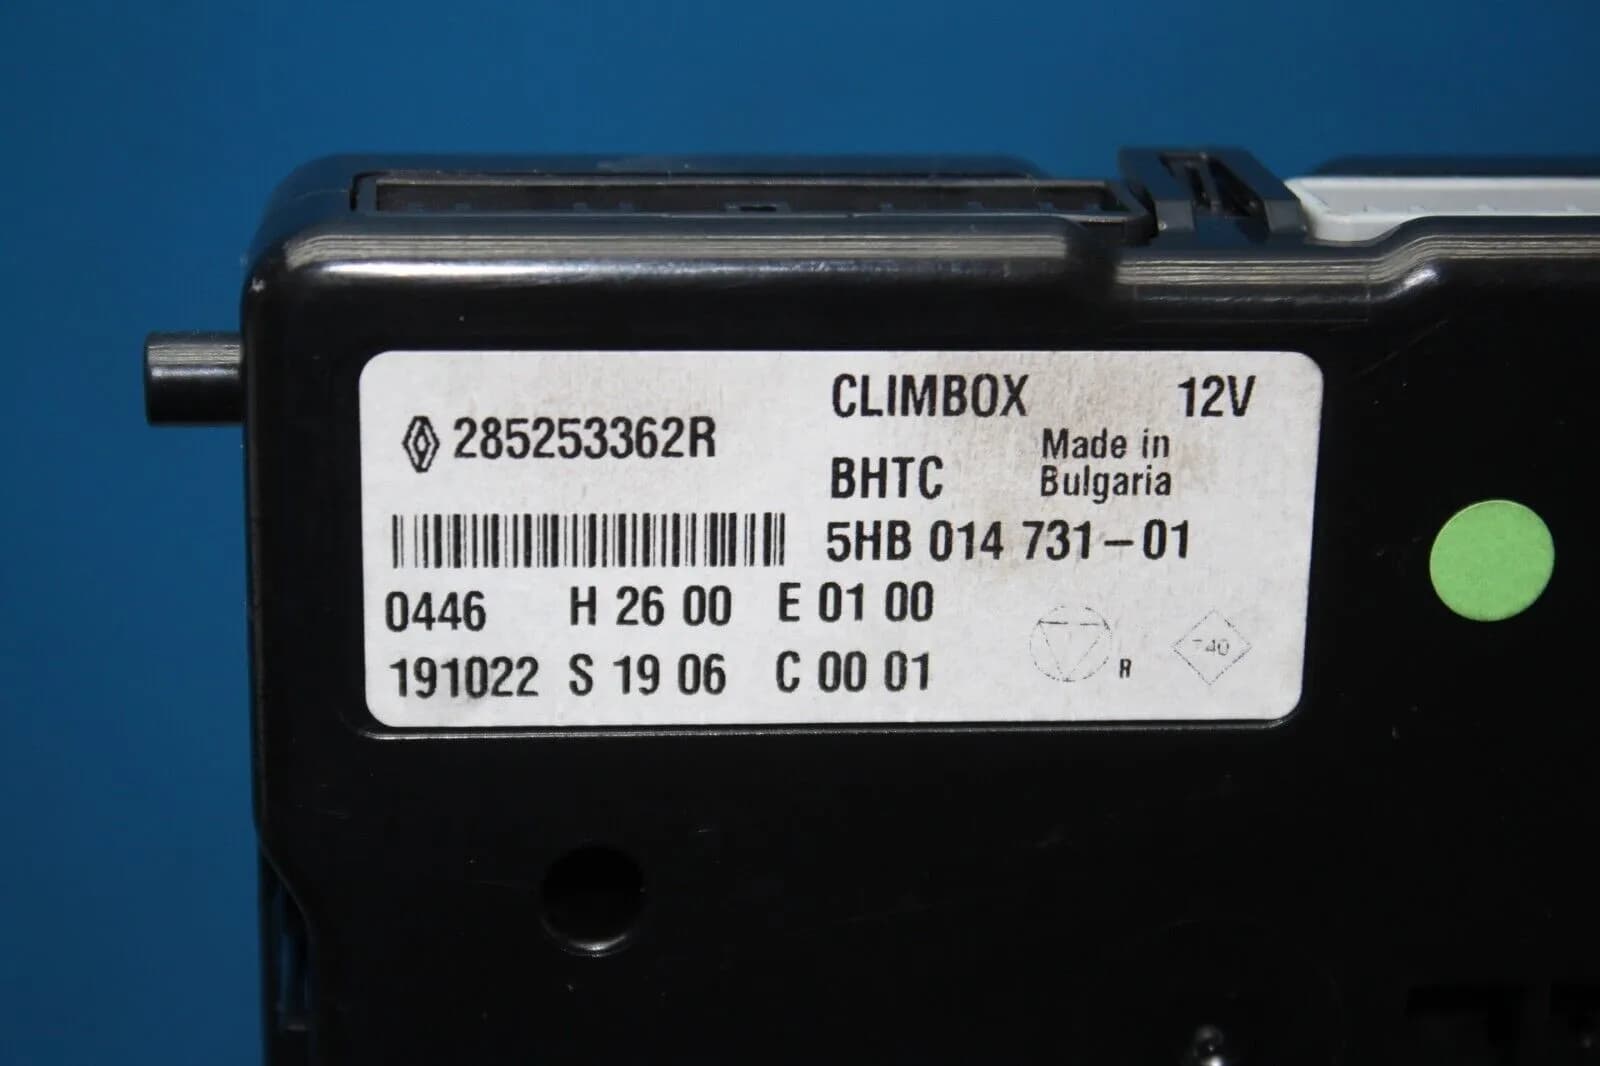 285253362R
CLIMBOX 12V
BHTC Made in Bulgaria
5HB 014 731-01
0446 H 26 00 E 01 00
191022 S 19 06 C 00 01
R